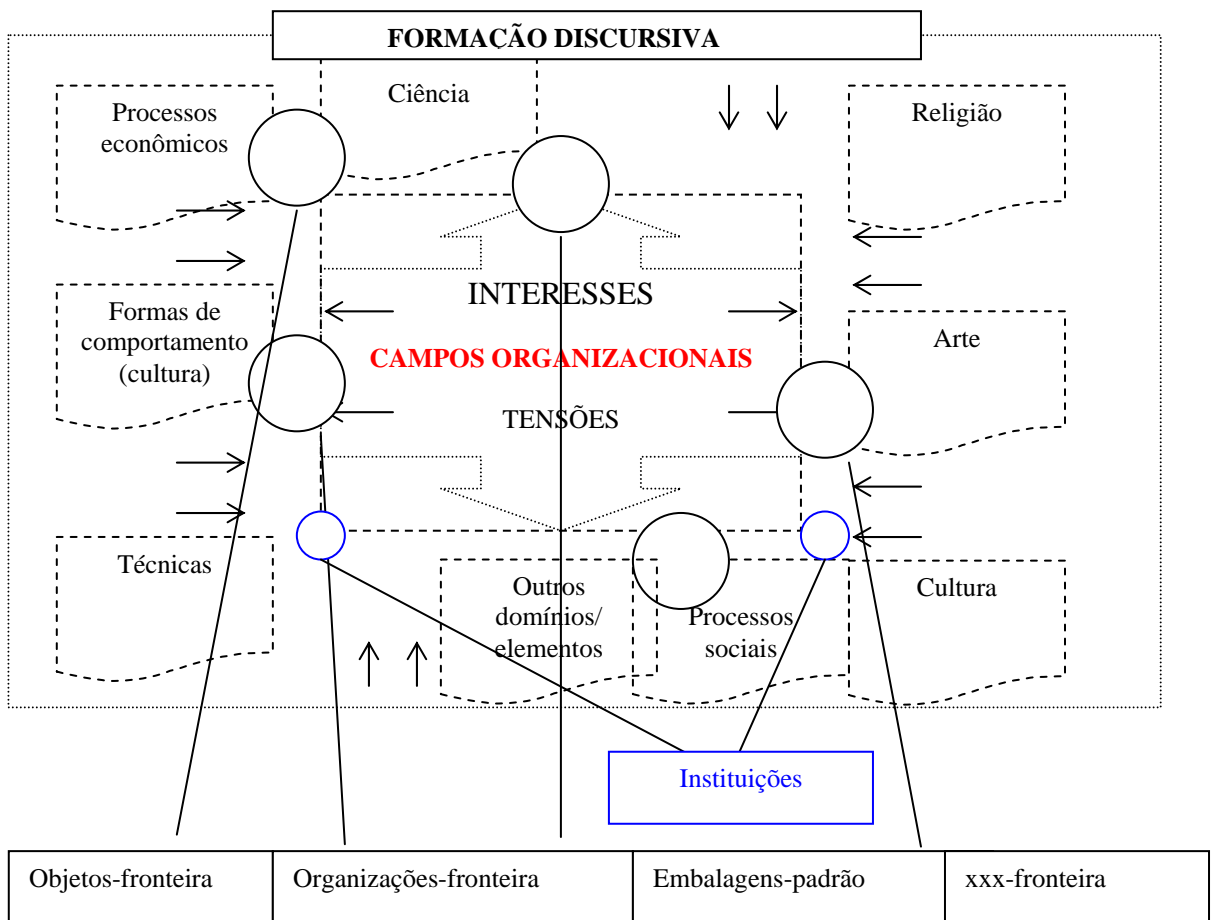 FORMAÇÃO DISCURSIVA
Ciência
Processos
econômicos
Religião
INTERESSES
Formas de
comportamento
(cultura)
Arte
CAMPOS ORGANIZACIONAIS
TENSÕES
Técnicas
Outros
domínios/
elementos
Processos
sociais
Cultura
Instituições
Objetos-fronteira
Organizações-fronteira
Embalagens-padrão
xxx-fronteira